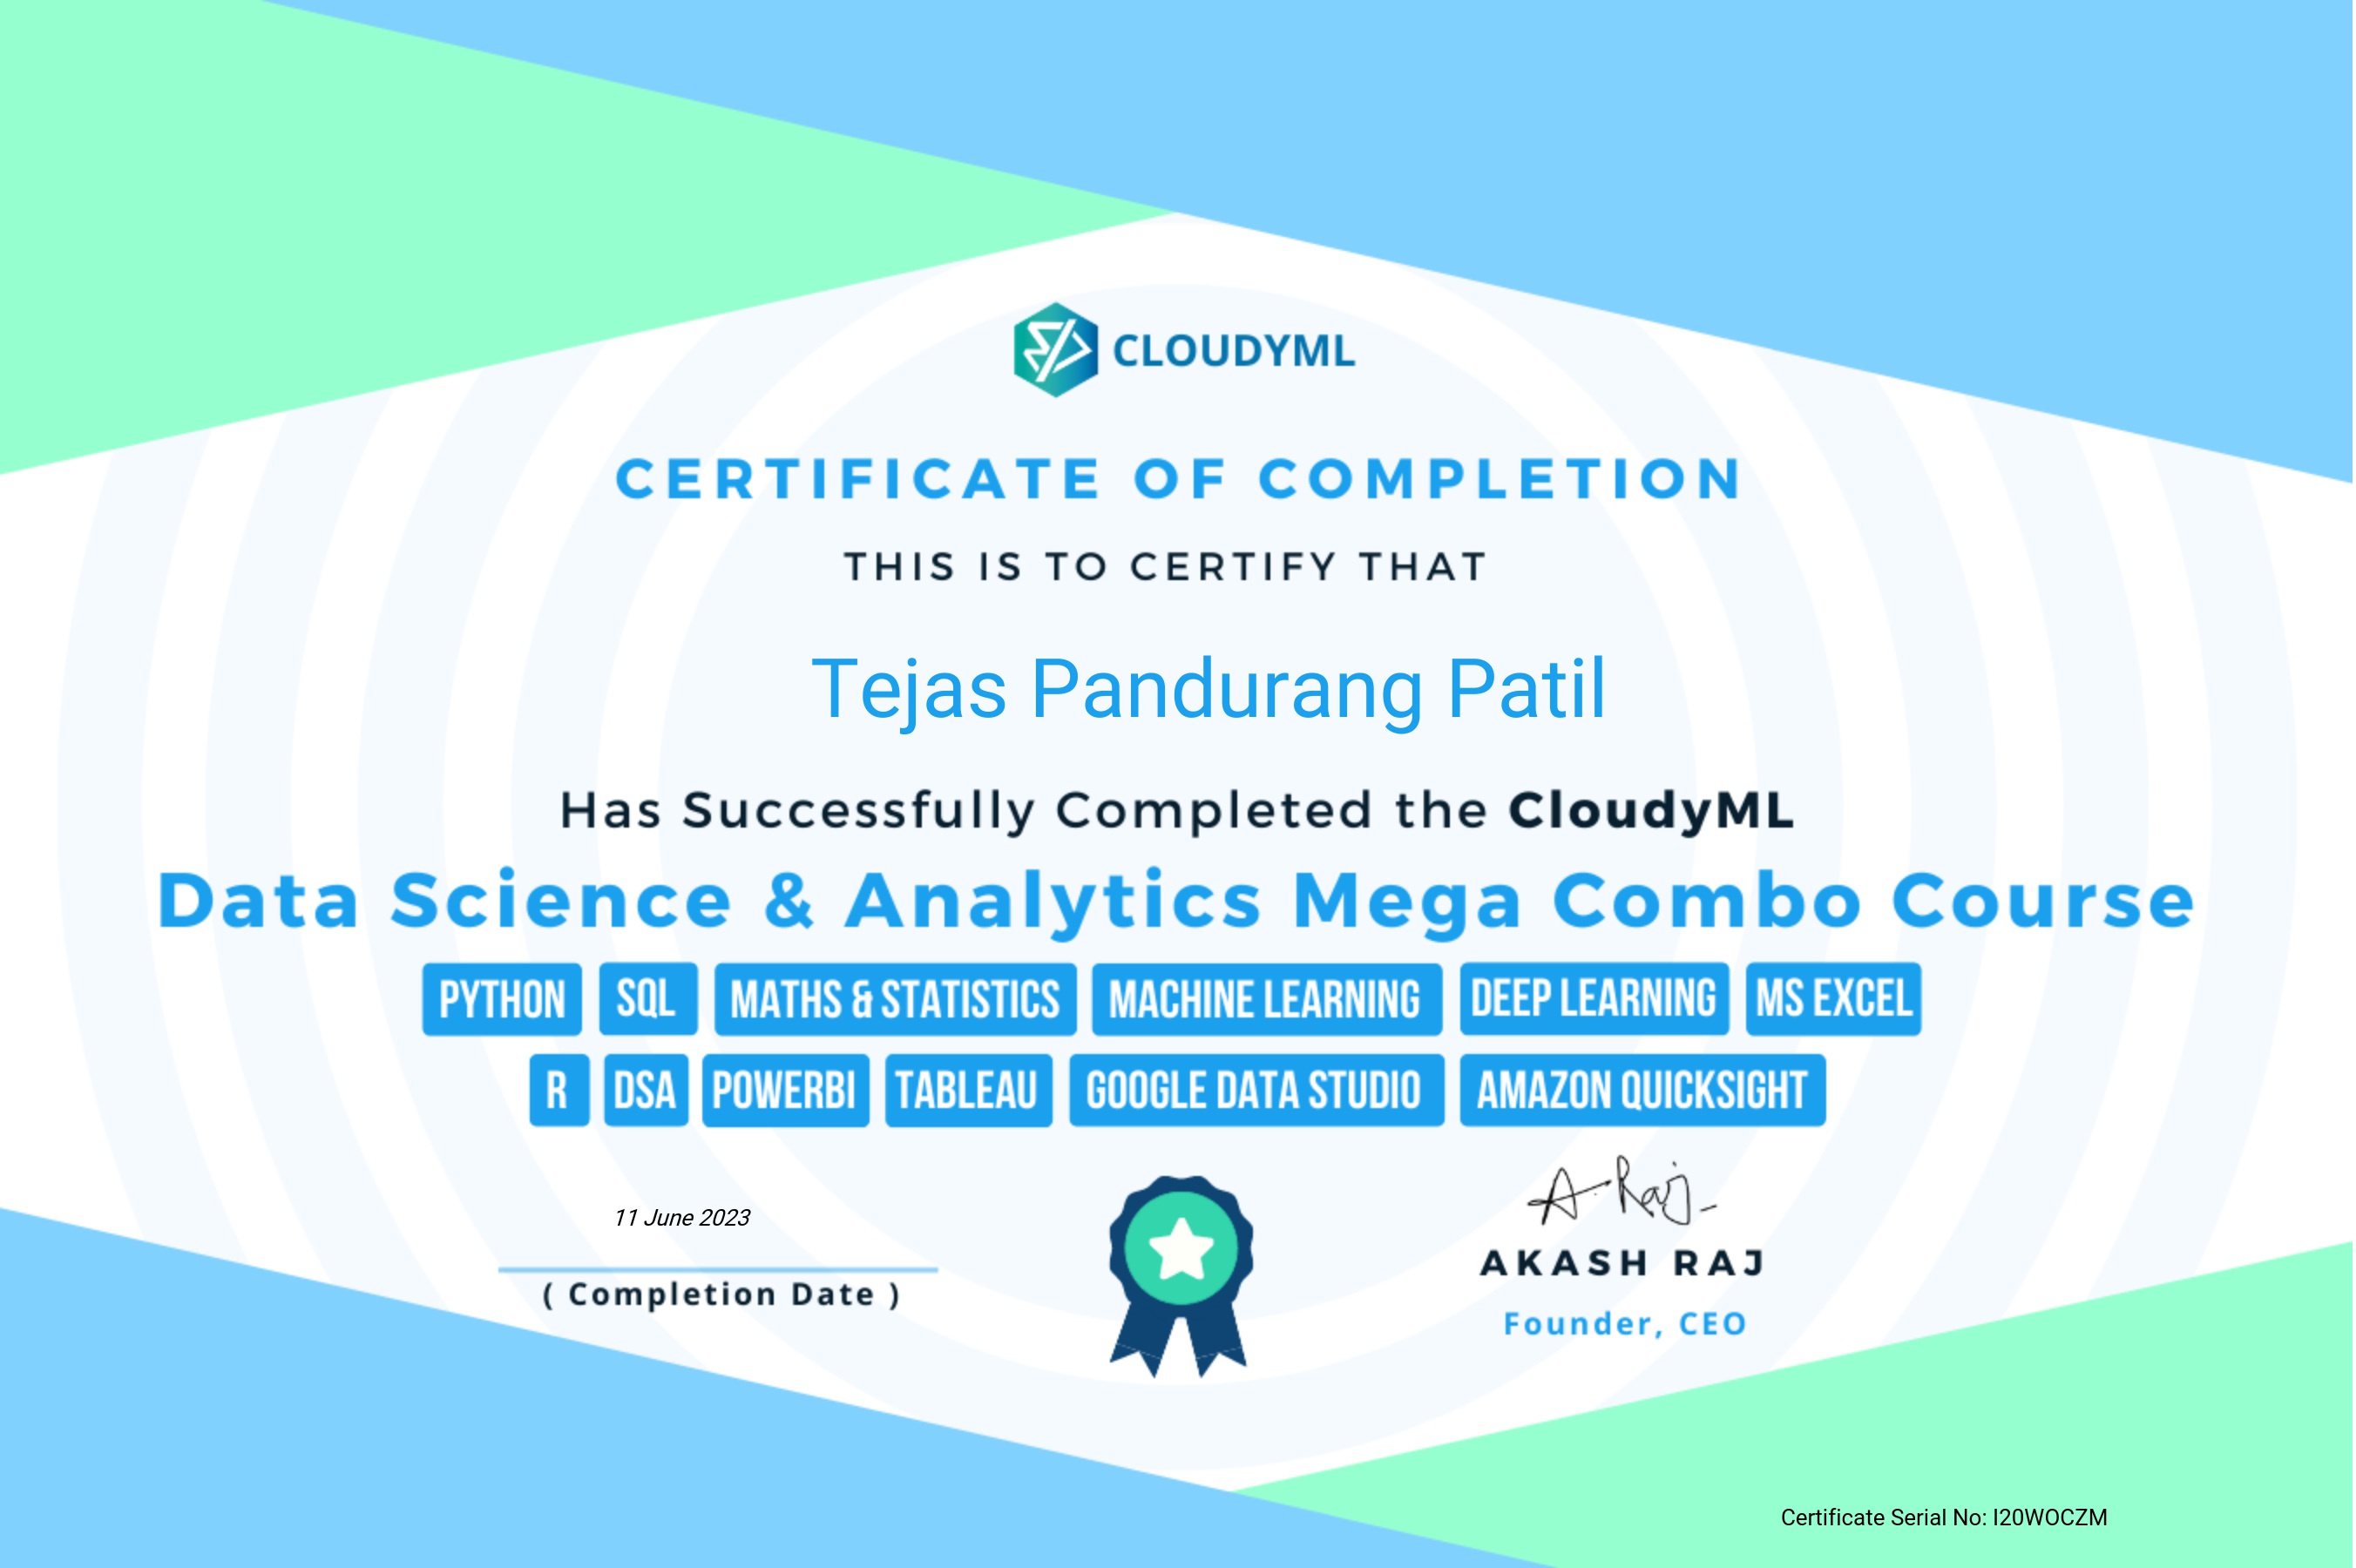 CLOUDYML
CERTIFICATE OF COMPLETION
THIS IS TO CERTIFY THAT
Tejas Pandurang Patil
Has Successfully Completed the CloudyML
Data Science & Analytics Mega Combo Course
PYTHON SQL MATHS & STATISTICS MACHINE LEARNING DEEP LEARNING MS EXCEL
R DSA POWERBI TABLEAU GOOGLE DATA STUDIO AMAZON QUICKSIGHT
11 June 2023
( Completion Date )
A. Raj
AKASH RAJ
Founder, CEO
Certificate Serial No: I20WOCZM